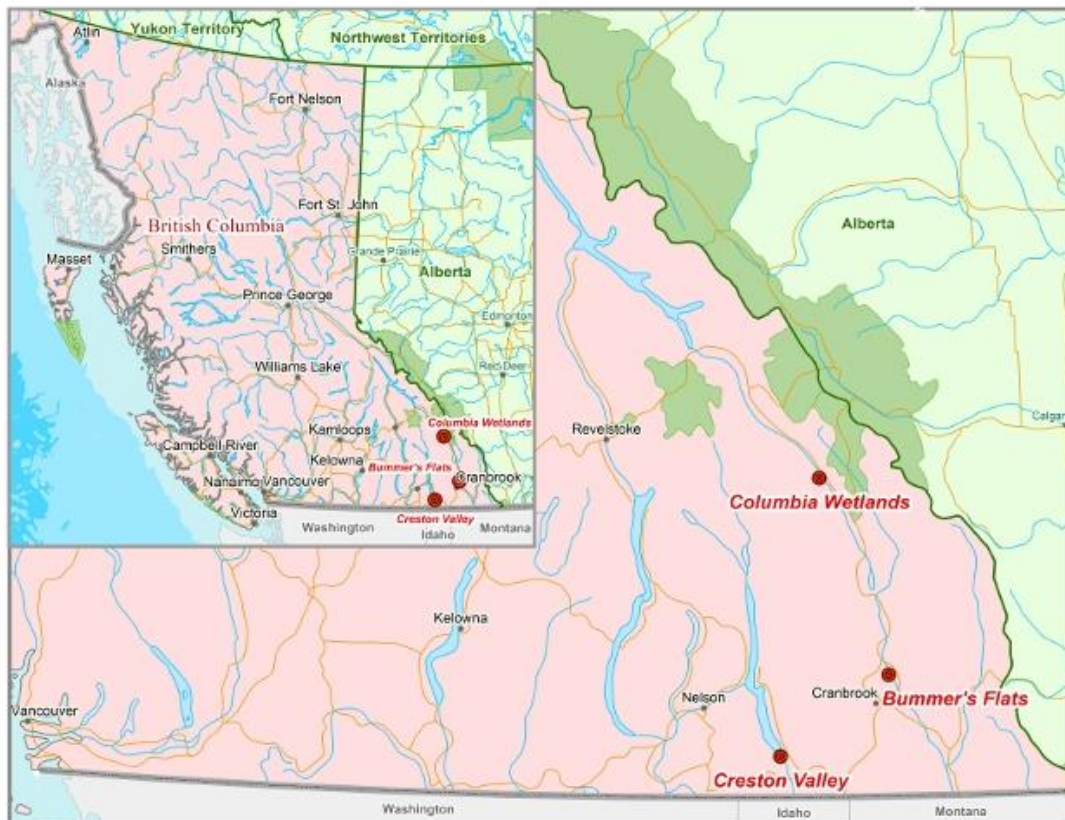 Atlin
Yukon Territory
Northwest Territories
Alaska
Fort Nelson
Fort St. John
British Columbia
Smithers
Grande Prairie
Masset
Alberta
Prince George
Edmonton
Williams Lake
Red Deer
Columbia Wetlands
Kamloops
Campbell River
Kelowna
Bummer's Flats
Cranbrook
Nanaimo
Vancouver
Victoria
Creston Valley
Washington
Idaho
Montana
Alberta
Calgar
Revelstoke
Columbia Wetlands
Kelowna
Nelson
Cranbrook
Bummer's Flats
Vancouver
Creston Valley
Washington
Idaho
Montana